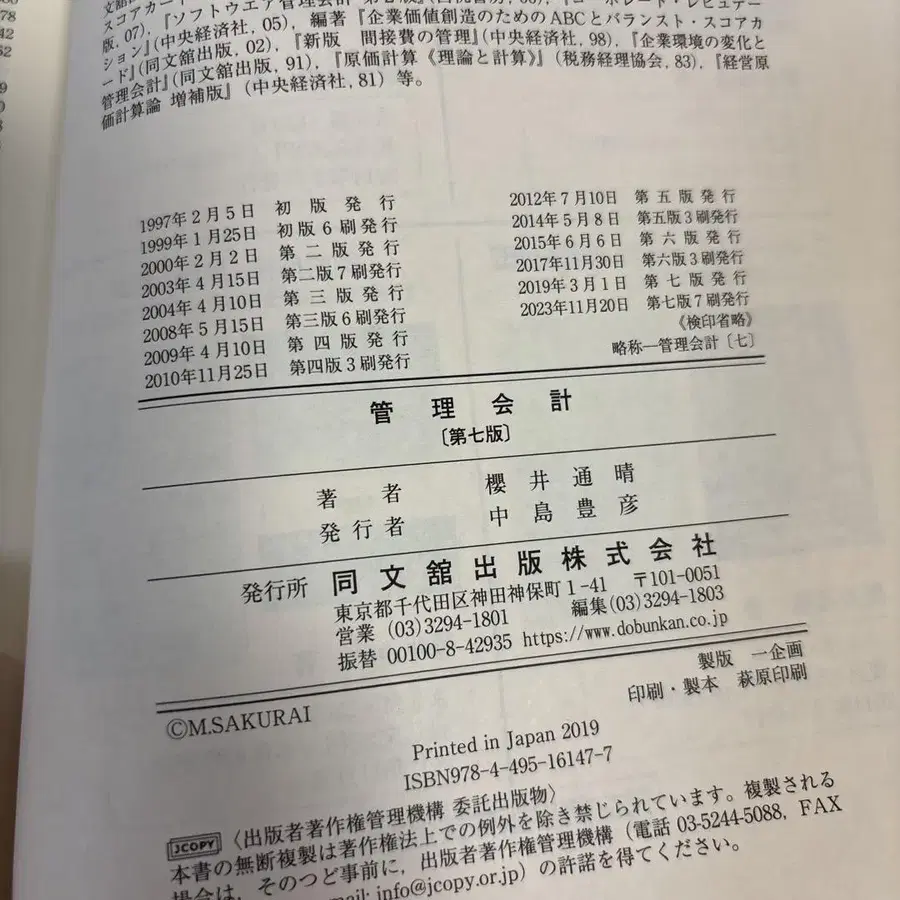 スコアカード
版, 07),『ソフトウエア管理会計
ション』(中央経済社, 05), 編著『企業価値創造のためのABCとバランスト・スコアカ
ード』(同文舘出版, 02),『新版 間接費の管理』(中央経済社, 98),『企業環境の変化と
管理会計』(同文舘出版, 91),『原価計算《理論と計算》』(税務経理協会, 83),『経営原
価計算論 増補版』(中央経済社, 81) 等。
1997年2月5日 初版発行
1999年1月25日 初版6刷発行
2000年2月2日 第二版発行
2003年4月15日 第二版7刷発行
2004年4月10日 第三版発行
2008年5月15日 第三版6刷発行
2009年4月10日 第四版発行
2010年11月25日 第四版3刷発行
2012年7月10日 第五版発行
2014年5月8日 第五版3刷発行
2015年6月6日 第六版発行
2017年11月30日 第六版3刷発行
2019年3月1日 第七版発行
2023年11月20日 第七版7刷発行
《検印省略》
略称―管理会計〔七〕
管理会計
〔第七版〕
著者 櫻井通晴
発行者 中島豊彦
発行所 同文舘出版株式会社
東京都千代田区神田神保町1-41 〒101-0051
営業 (03)3294-1801 編集(03)3294-1803
振替 00100-8-42935 https://www.dobunkan.co.jp
製版 一企画
印刷・製本 萩原印刷
©M.SAKURAI
Printed in Japan 2019
ISBN978-4-495-16147-7
JCOPY 〈出版者著作権管理機構 委託出版物〉
本書の無断複製は著作権法上での例外を除き禁じられています。複製される
場合は、そのつど事前に、出版者著作権管理機構(電話 03-5244-5088, FAX
mail: info@jcopy.or.jp)の許諾を得てください。